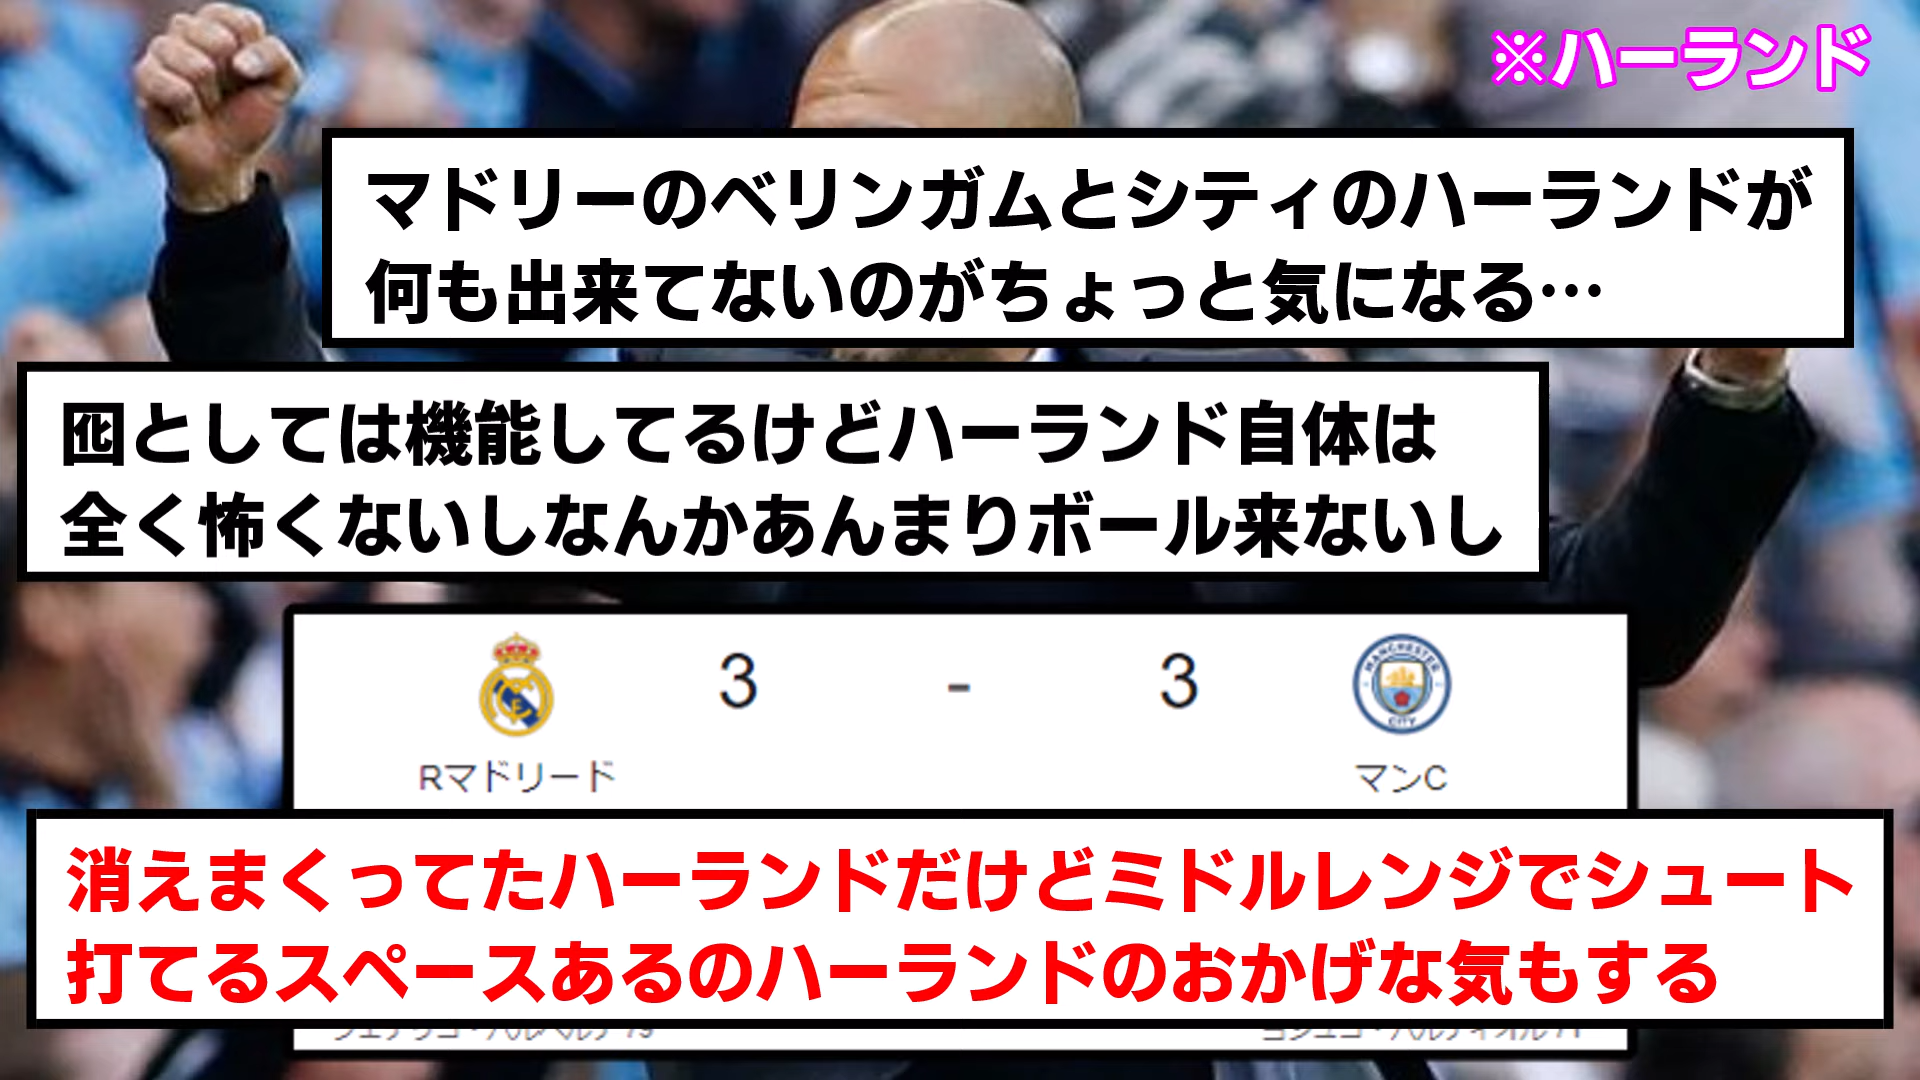 ※ハーランド
マドリーのベリンガムとシティのハーランドが
何も出来てないのがちょっと気になる…
囮としては機能してるけどハーランド自体は
全く怖くないしなんかあんまりボール来ないし
3 - 3
MANCHESTER
CITY
Rマドリード マンC
消えまくってたハーランドだけどミドルレンジでシュート
打てるスペースあるのハーランドのおかげな気もする